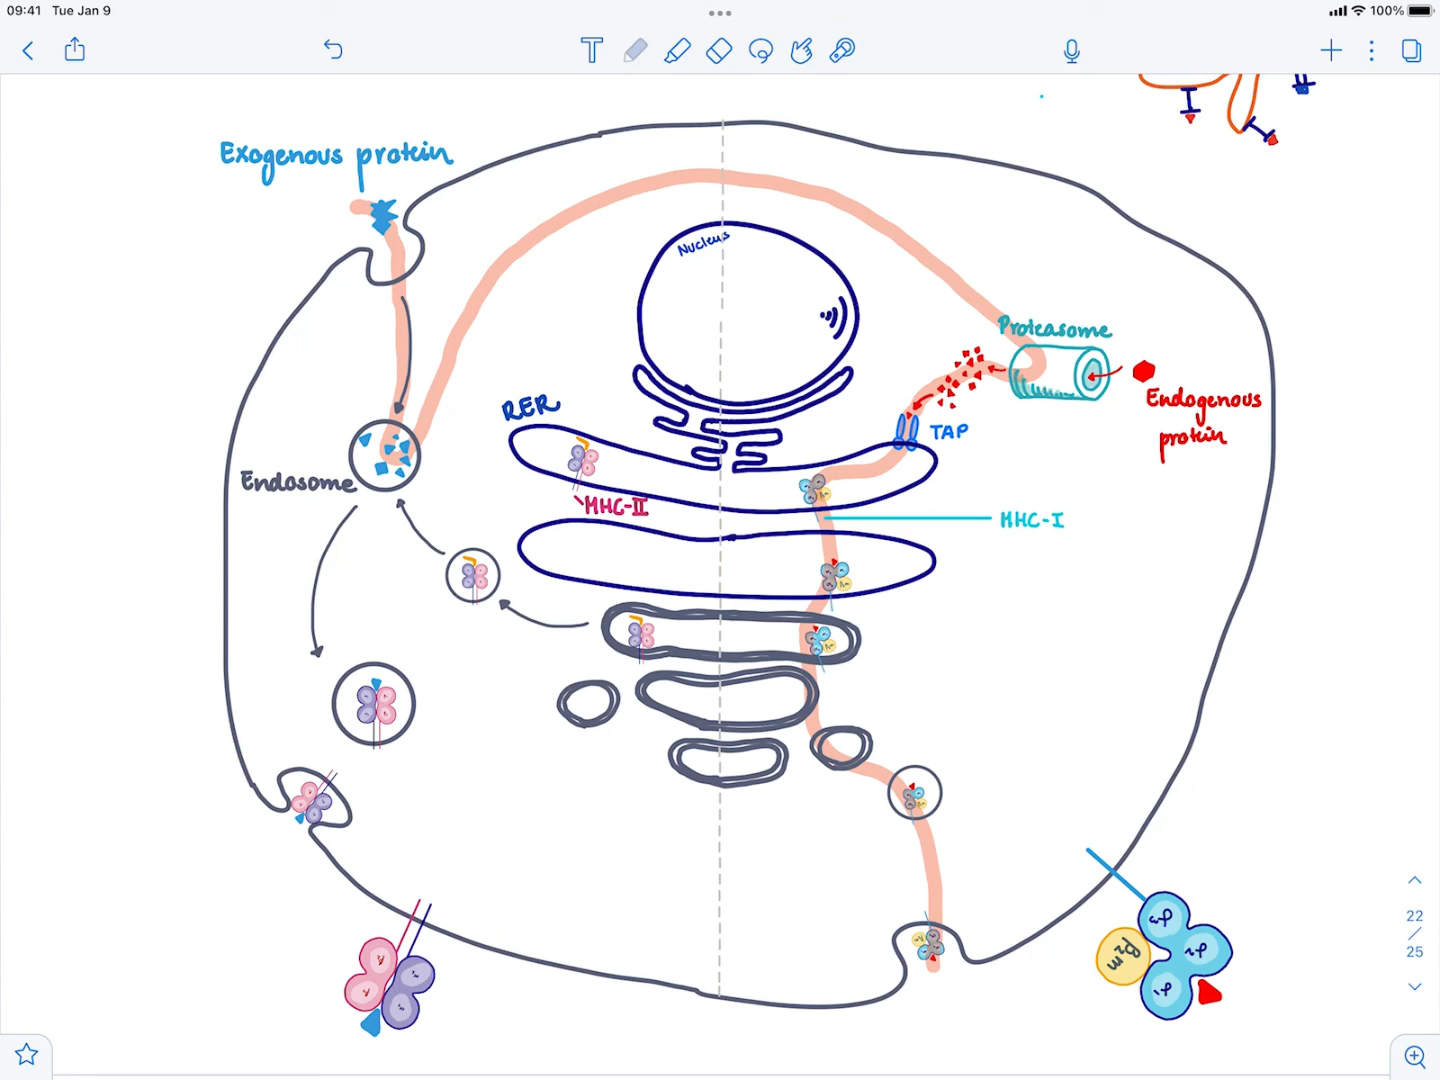 09:41 Tue Jan 9
100%
T
Exogenous protein
Nucleus
Proteasome
RER
TAP
Endogenous
protein
Endosome
MHC-II
MHC-I
β₂m
22
25